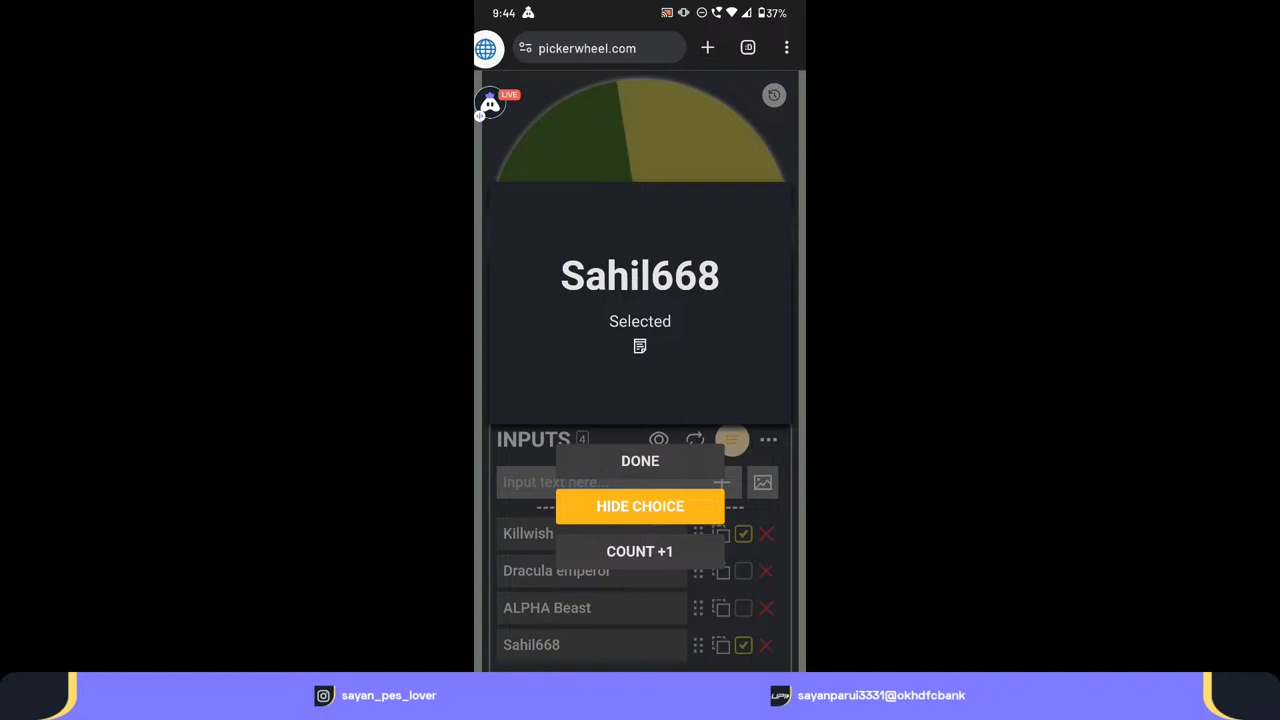 9:44
37%
pickerwheel.com
:D
LIVE
Sahil668
Selected
INPUTS 4
DONE
Input text here...
HIDE CHOICE
Killwish
COUNT +1
Dracula emperor
ALPHA Beast
Sahil668
sayan_pes_lover
UPI
sayanparui3331@okhdfcbank